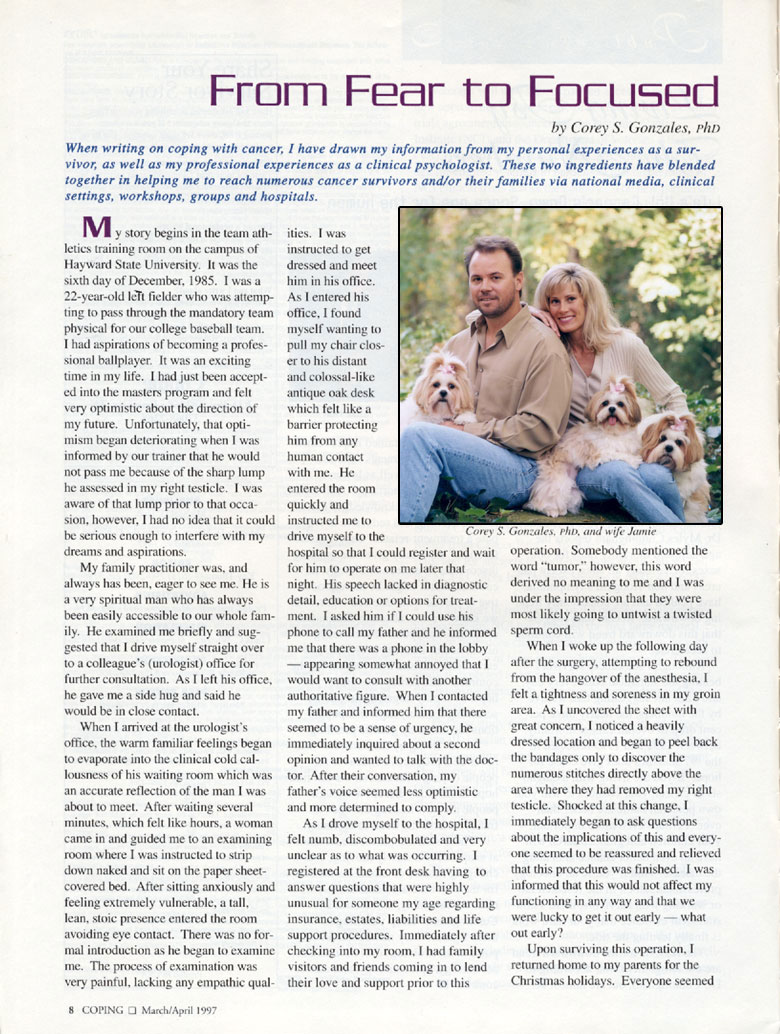 From Fear to Focused
by Corey S. Gonzales, PhD
When writing on coping with cancer, I have drawn my information from my personal experiences as a sur-
vivor, as well as my professional experiences as a clinical psychologist. These two ingredients have blended
together in helping me to reach numerous cancer survivors and/or their families via national media, clinical
settings, workshops, groups and hospitals.
My story begins in the team ath-
letics training room on the campus of
Hayward State University. It was the
sixth day of December, 1985. I was a
22-year-old left fielder who was attemp-
ting to pass through the mandatory team
physical for our college baseball team.
I had aspirations of becoming a profes-
sional ballplayer. It was an exciting
time in my life. I had just been accept-
ed into the masters program and felt
very optimistic about the direction of
my future. Unfortunately, that opti-
mism began deteriorating when I was
informed by our trainer that he would
not pass me because of the sharp lump
he assessed in my right testicle. I was
aware of that lump prior to that occa-
sion, however, I had no idea that it could
be serious enough to interfere with my
dreams and aspirations.
My family practitioner was, and
always has been, eager to see me. He is
a very spiritual man who has always
been easily accessible to our whole fam-
ily. He examined me briefly and sug-
gested that I drive myself straight over
to a colleague's (urologist) office for
further consultation. As I left his office,
he gave me a side hug and said he
would be in close contact.
When I arrived at the urologist's
office, the warm familiar feelings began
to evaporate into the clinical cold cal-
lousness of his waiting room which was
an accurate reflection of the man I was
about to meet. After waiting several
minutes, which felt like hours, a woman
came in and guided me to an examining
room where I was instructed to strip
down naked and sit on the paper sheet-
covered bed. After sitting anxiously and
feeling extremely vulnerable, a tall,
lean, stoic presence entered the room
avoiding eye contact. There was no for-
mal introduction as he began to examine
me. The process of examination was
very painful, lacking any empathic qual-
ities. I was
instructed to get
dressed and meet
him in his office.
As I entered his
office, I found
myself wanting to
pull my chair clos-
er to his distant
and colossal-like
antique oak desk
which felt like a
barrier protecting
him from any
human contact
with me. He
entered the room
quickly and
instructed me to
drive myself to the
hospital so that I could register and wait
for him to operate on me later that
night. His speech lacked in diagnostic
detail, education or options for treat-
ment. I asked him if I could use his
phone to call my father and he informed
me that there was a phone in the lobby
— appearing somewhat annoyed that I
would want to consult with another
authoritative figure. When I contacted
my father and informed him that there
seemed to be a sense of urgency, he
immediately inquired about a second
opinion and wanted to talk with the doc-
tor. After their conversation, my
father's voice seemed less optimistic
and more determined to comply.
As I drove myself to the hospital, I
felt numb, discombobulated and very
unclear as to what was occurring. I
registered at the front desk having to
answer questions that were highly
unusual for someone my age regarding
insurance, estates, liabilities and life
support procedures. Immediately after
checking into my room, I had family
visitors and friends coming in to lend
their love and support prior to this
Corey S. Gonzales, PhD, and wife Jamie
operation. Somebody mentioned the
word “tumor,” however, this word
derived no meaning to me and I was
under the impression that they were
most likely going to untwist a twisted
sperm cord.
When I woke up the following day
after the surgery, attempting to rebound
from the hangover of the anesthesia, I
felt a tightness and soreness in my groin
area. As I uncovered the sheet with
great concern, I noticed a heavily
dressed location and began to peel back
the bandages only to discover the
numerous stitches directly above the
area where they had removed my right
testicle. Shocked at this change, I
immediately began to ask questions
about the implications of this and every-
one seemed to be reassured and relieved
that this procedure was finished. I was
informed that this would not affect my
functioning in any way and that we
were lucky to get it out early — what
out early?
Upon surviving this operation, I
returned home to my parents for the
Christmas holidays. Everyone seemed
8 COPING ❏ March/April 1997